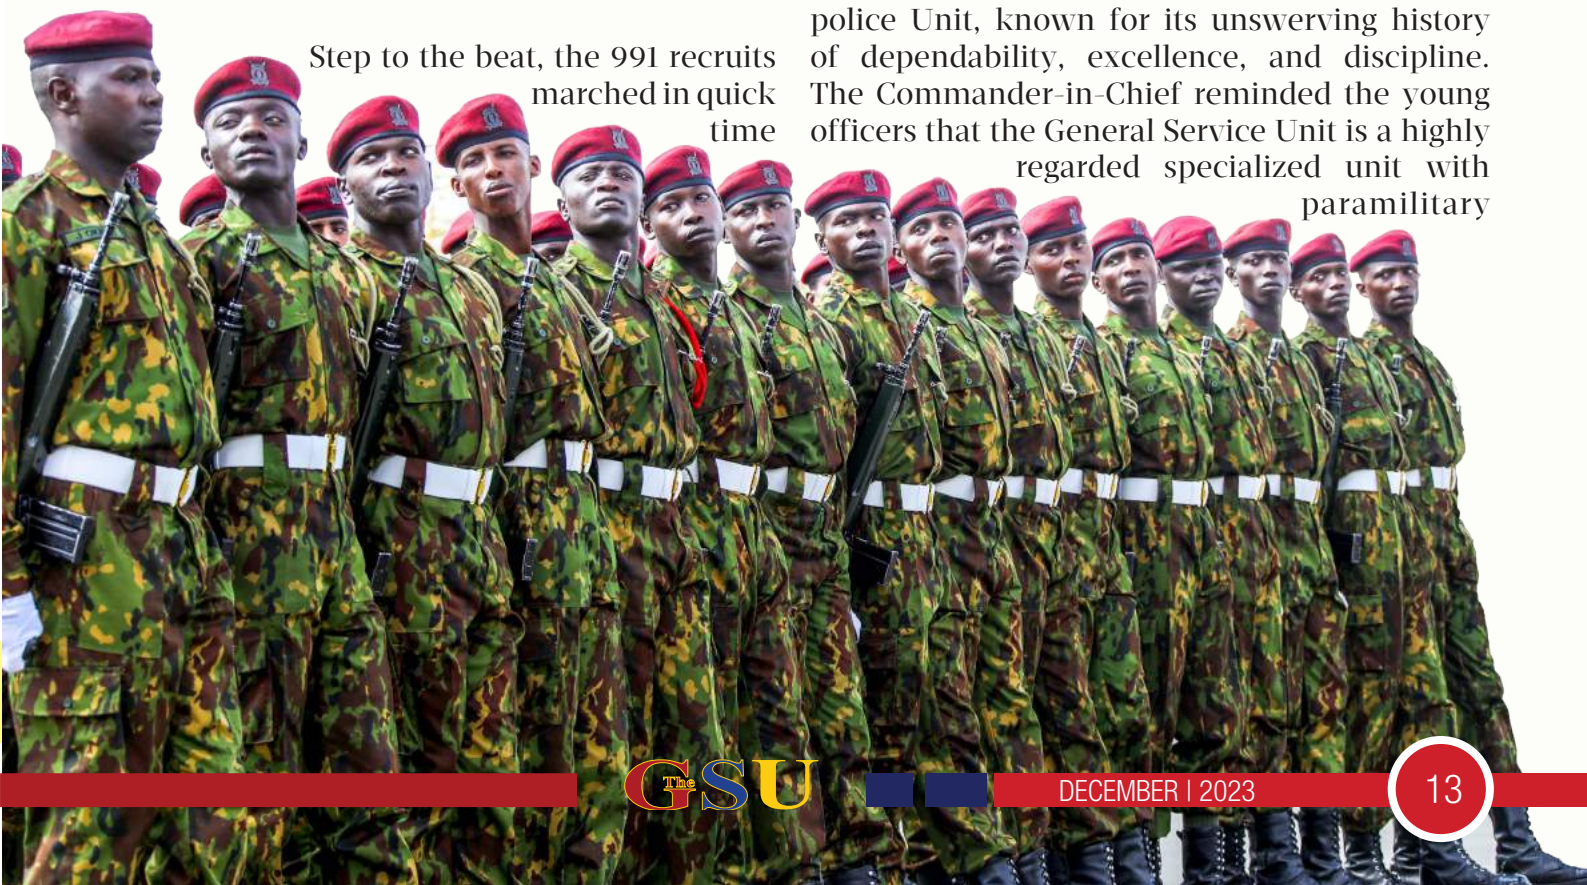 Step to the beat, the 991 recruits
marched in quick
time
police Unit, known for its unswerving history
of dependability, excellence, and discipline.
The Commander-in-Chief reminded the young
officers that the General Service Unit is a highly
regarded specialized unit with
paramilitary
The GSU
DECEMBER | 2023
13